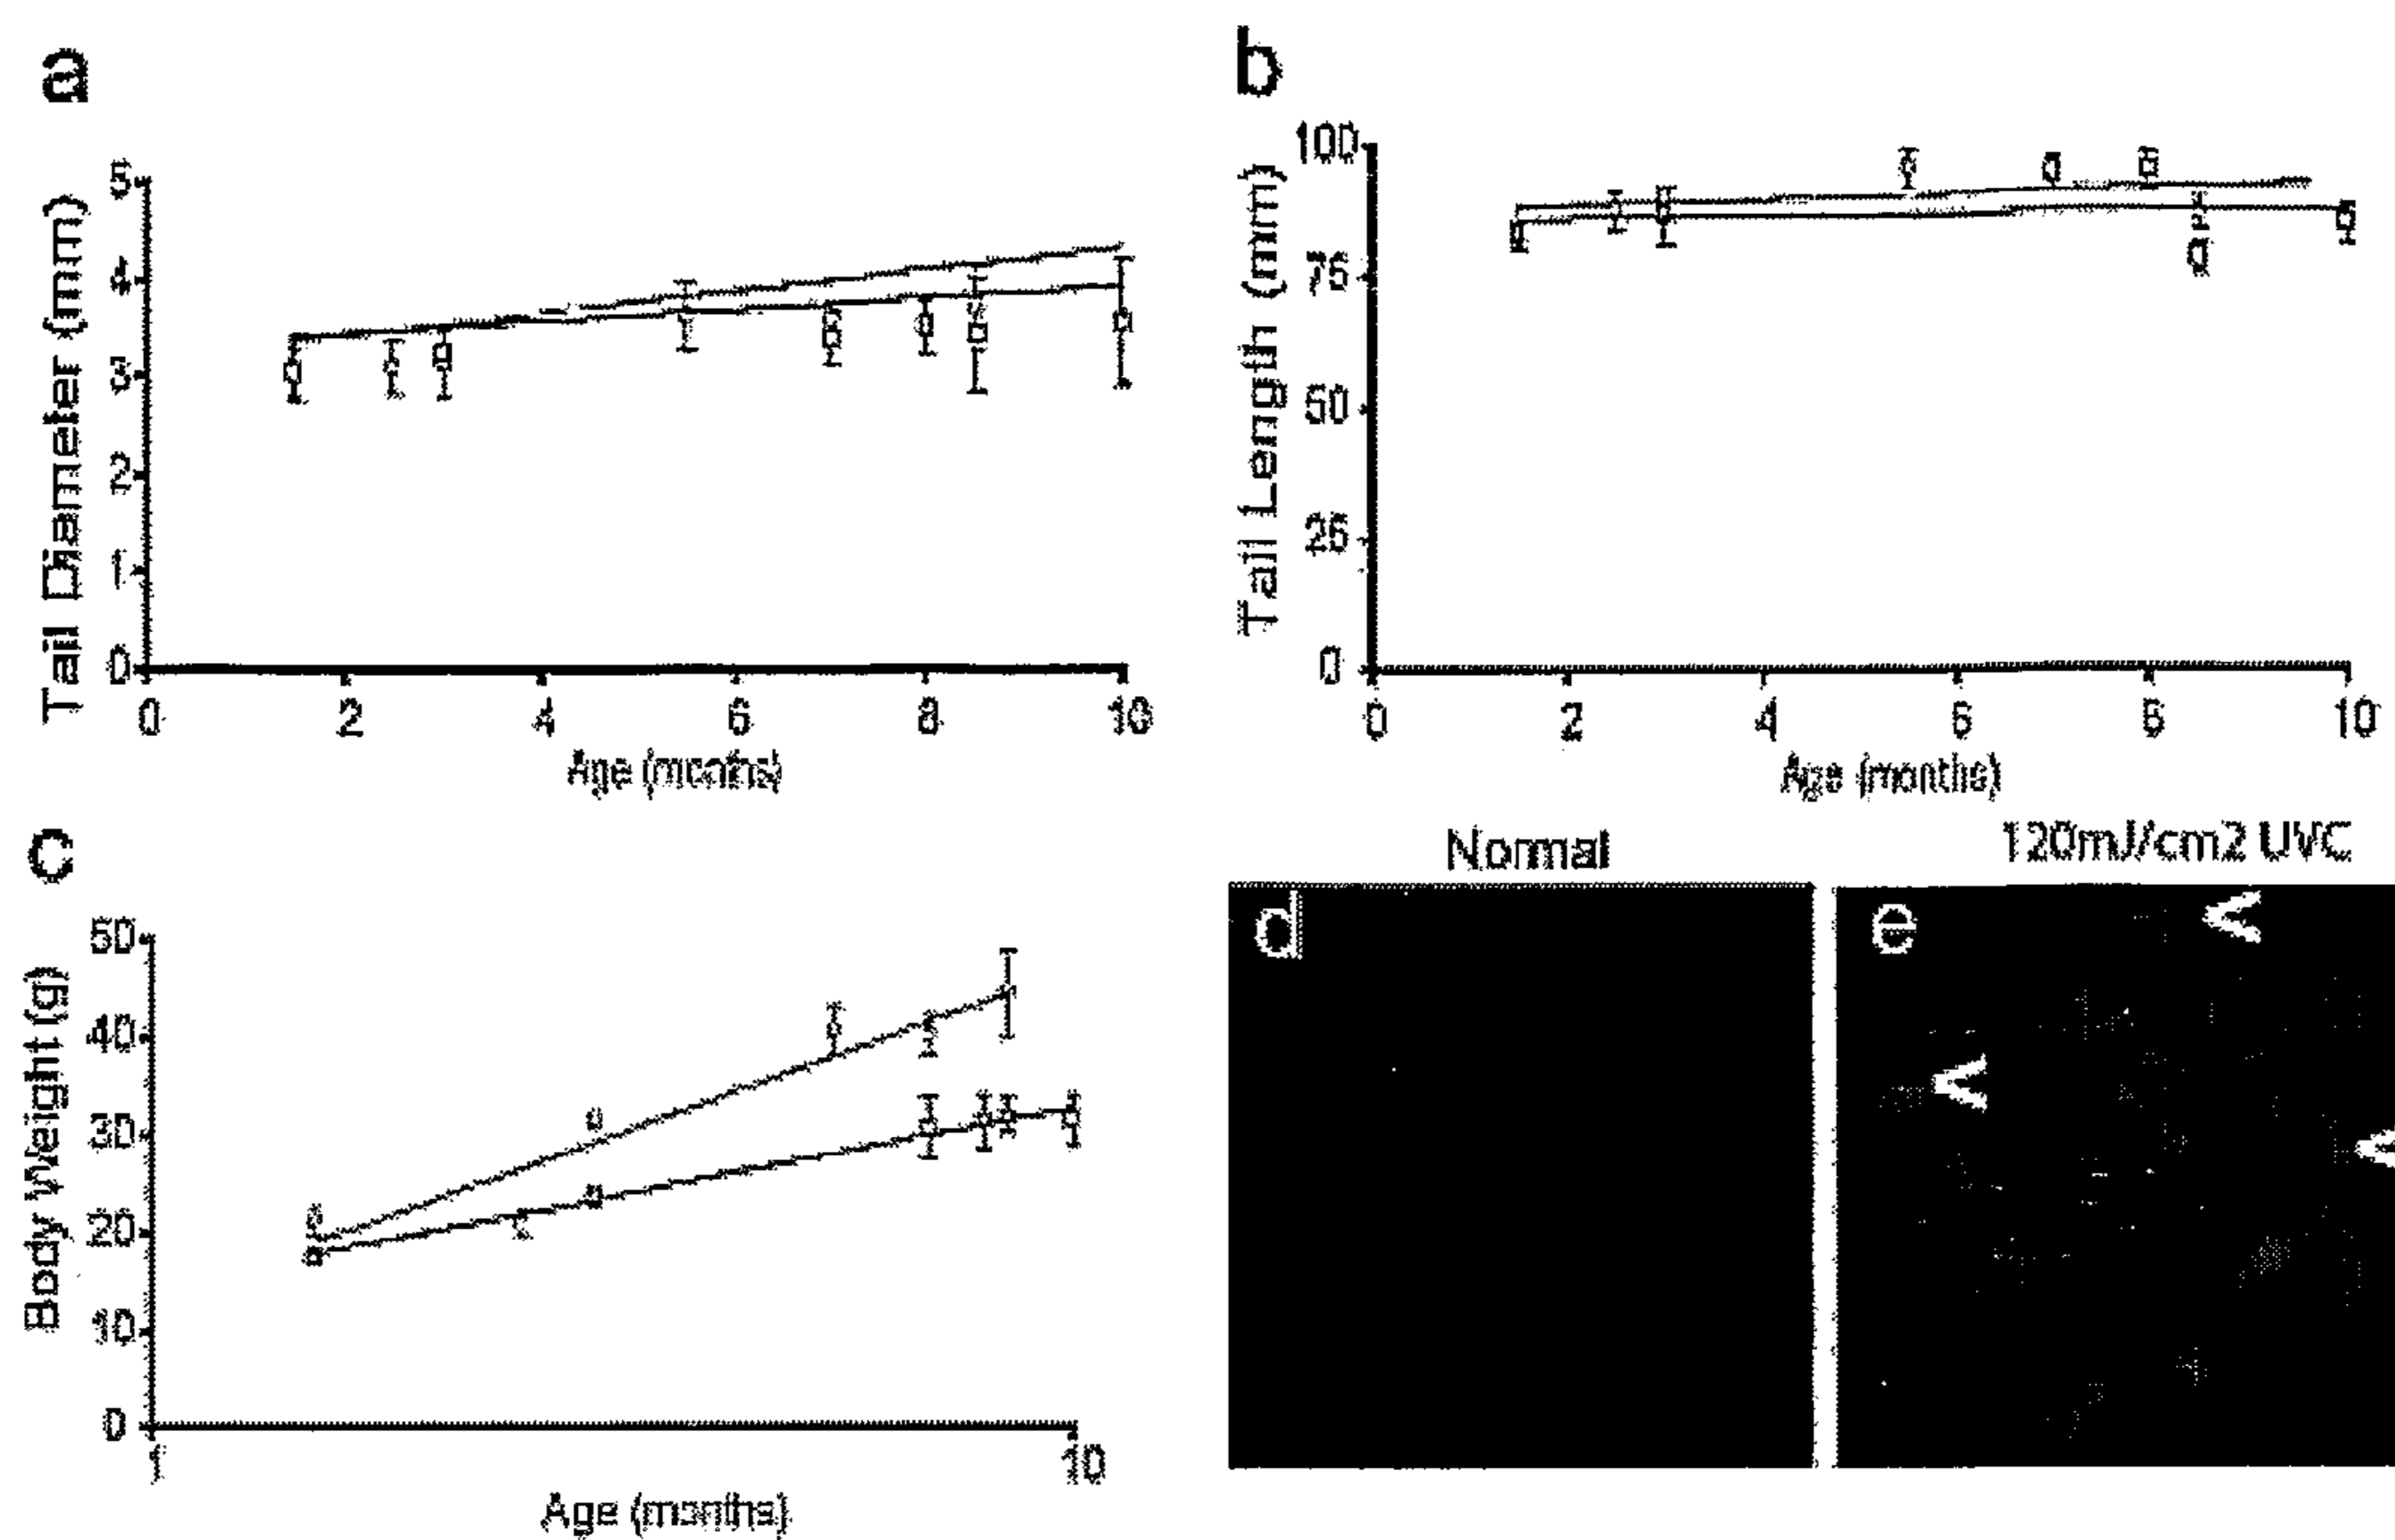 a
Tail Diameter (mm)
5
4
3
2
1
0
0 2 4 6 8 10
Age (months)
b
Tail Length (mm)
100
75
50
25
0
0 2 4 6 8 10
Age (months)
c
Body Weight (g)
50
40
30
20
10
0
1 10
Age (months)
Normal
d
120mJ/cm2 UVC
e